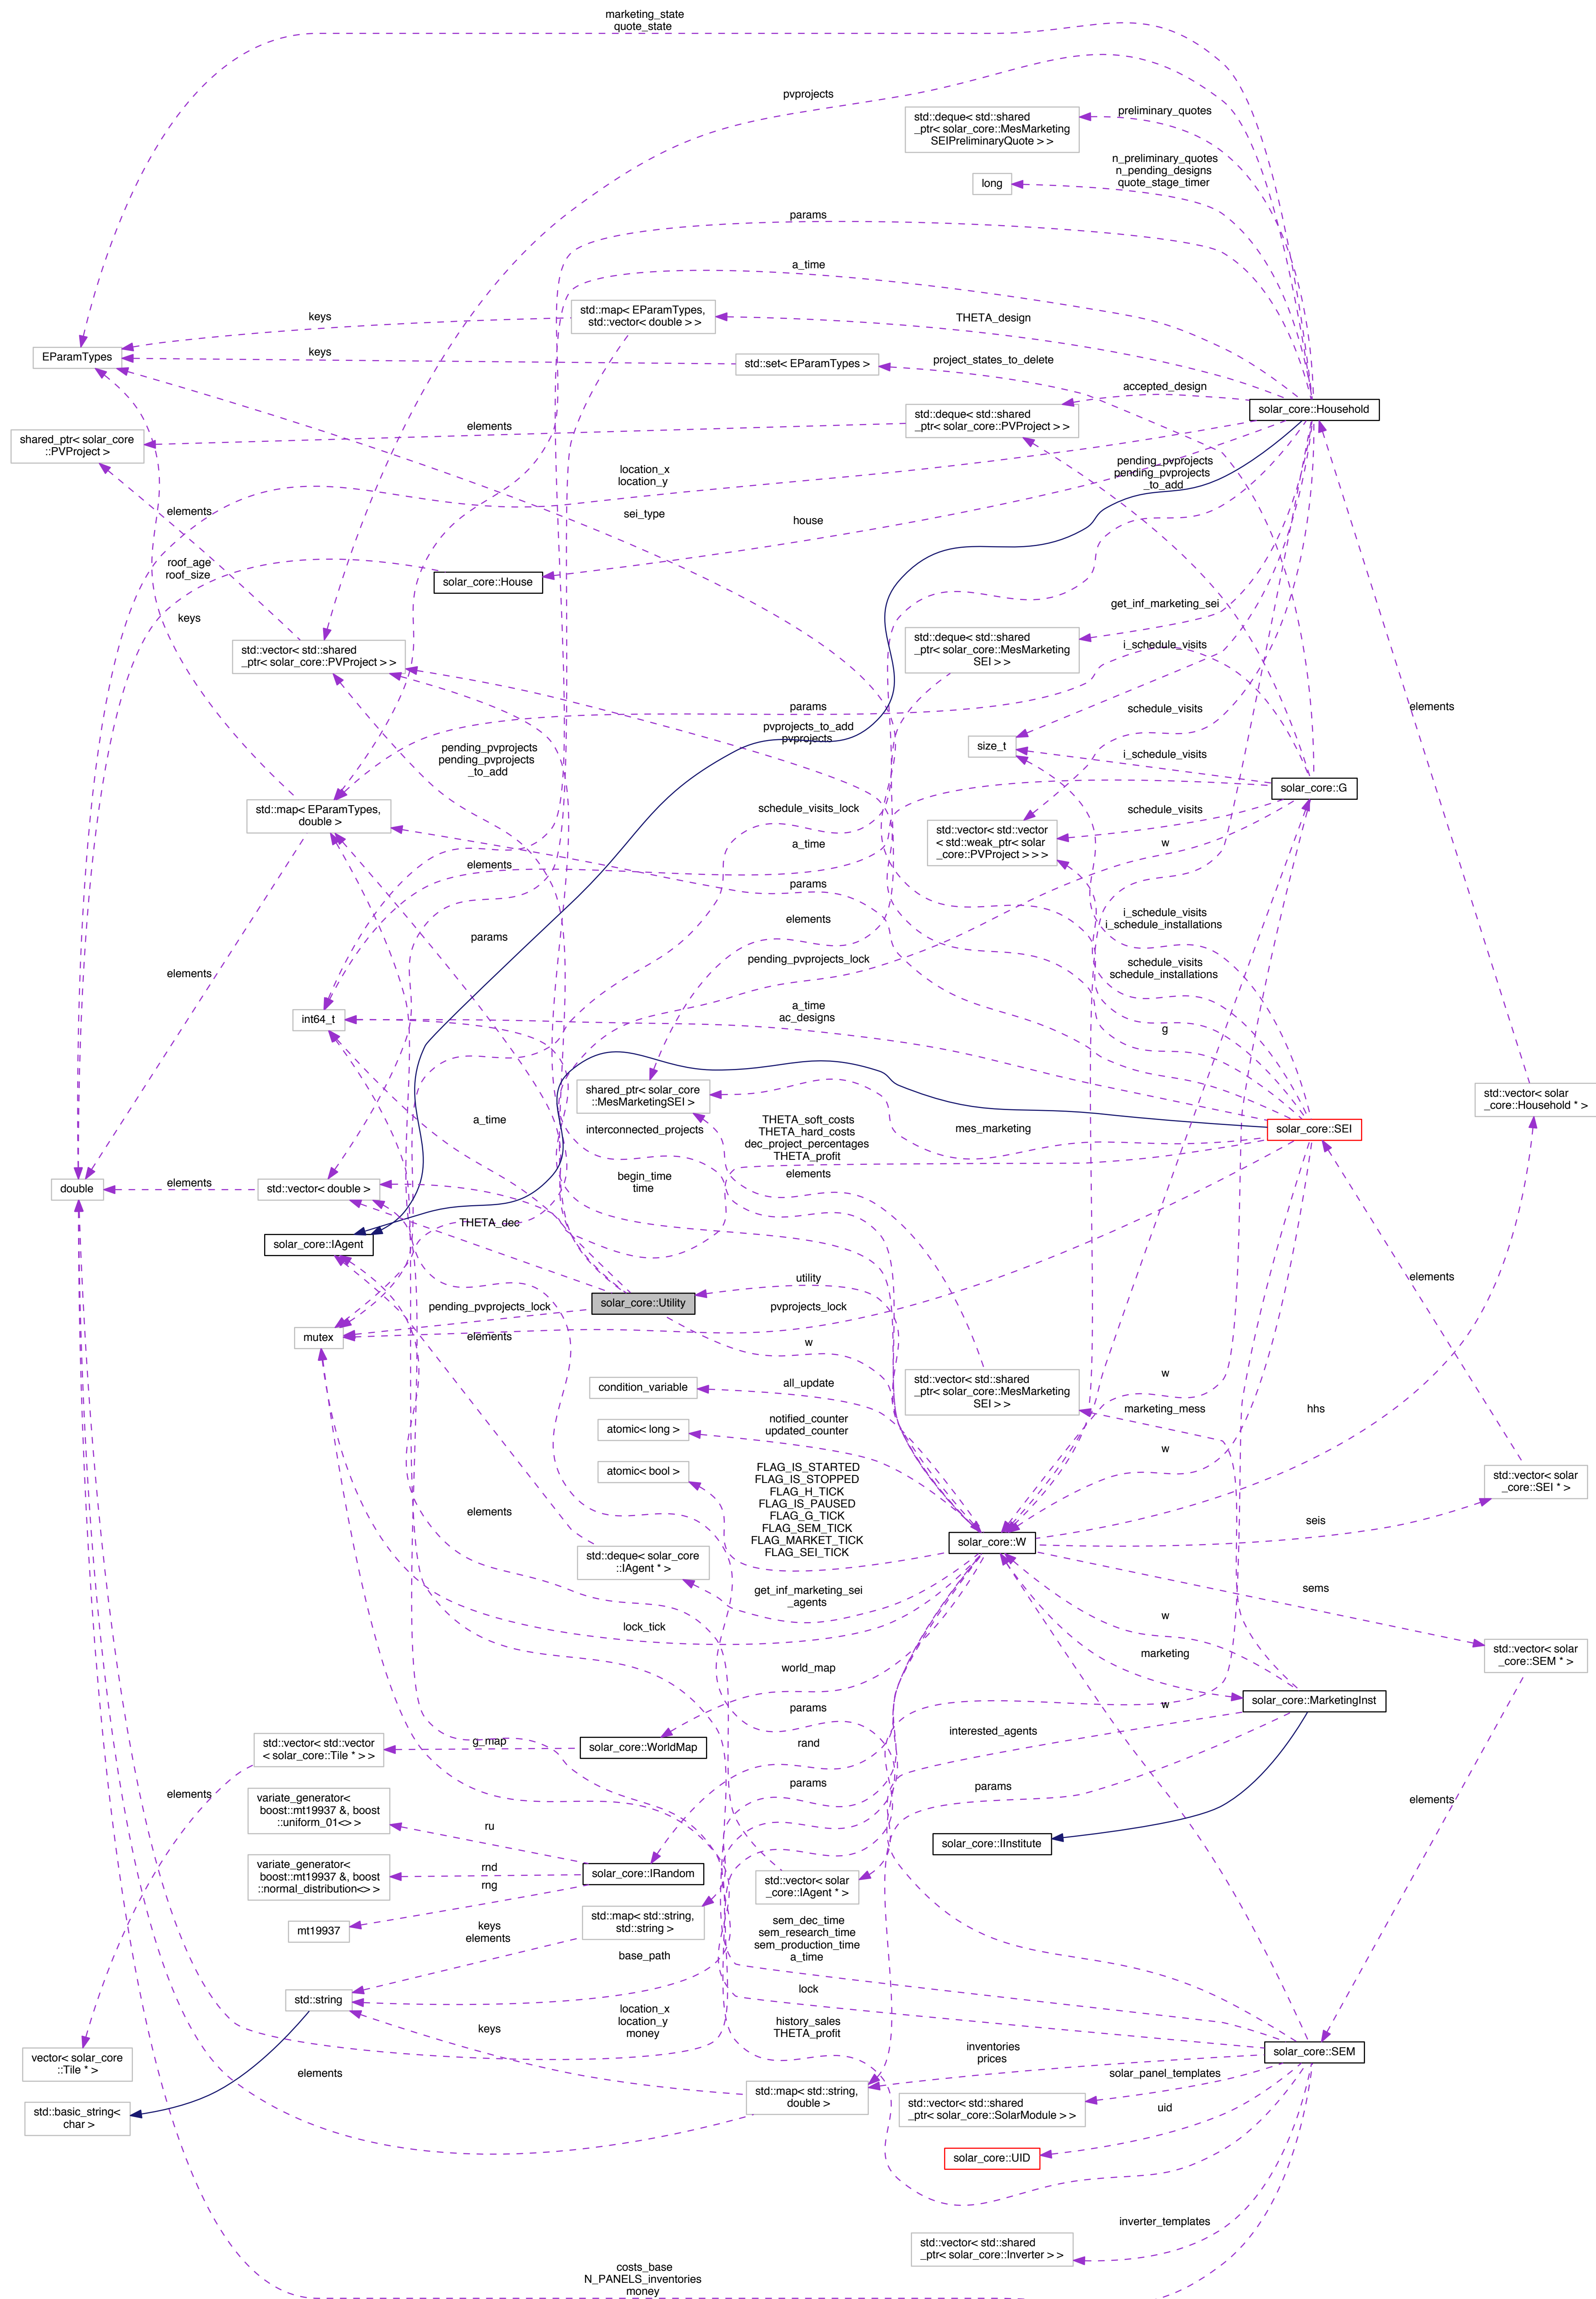 marketing_state
quote_state
pvprojects
std::deque< std::shared
_ptr< solar_core::MesMarketing
SEIPreliminaryQuote > >
preliminary_quotes
long
n_preliminary_quotes
n_pending_designs
quote_stage_timer
params
a_time
std::map< EParamTypes,
std::vector< double > >
keys
THETA_design
EParamTypes
keys
std::set< EParamTypes >
project_states_to_delete
accepted_design
solar_core::Household
shared_ptr< solar_core
::PVProject >
elements
std::deque< std::shared
_ptr< solar_core::PVProject > >
location_x
location_y
pending_pvprojects
pending_pvprojects
_to_add
elements
sei_type
house
roof_age
roof_size
solar_core::House
keys
std::vector< std::shared
_ptr< solar_core::PVProject > >
std::deque< std::shared
_ptr< solar_core::MesMarketing
SEI > >
get_inf_marketing_sei
i_schedule_visits
params
schedule_visits
elements
pvprojects_to_add
pvprojects
size_t
i_schedule_visits
pending_pvprojects
pending_pvprojects
_to_add
solar_core::G
std::map< EParamTypes,
double >
schedule_visits_lock
schedule_visits
std::vector< std::vector
< std::weak_ptr< solar
_core::PVProject > > >
a_time
w
elements
params
elements
i_schedule_visits
i_schedule_installations
params
pending_pvprojects_lock
schedule_visits
schedule_installations
elements
int64_t
a_time
ac_designs
g
shared_ptr< solar_core
::MesMarketingSEI >
std::vector< solar
_core::Household * >
a_time
interconnected_projects
THETA_soft_costs
THETA_hard_costs
dec_project_percentages
THETA_profit
mes_marketing
solar_core::SEI
elements
begin_time
time
double
elements
std::vector< double >
THETA_dec
solar_core::IAgent
utility
elements
solar_core::Utility
pending_pvprojects_lock
pvprojects_lock
mutex
elements
w
w
condition_variable
all_update
std::vector< std::shared
_ptr< solar_core::MesMarketing
SEI > >
marketing_mess
hhs
atomic< long >
notified_counter
updated_counter
w
atomic< bool >
FLAG_IS_STARTED
FLAG_IS_STOPPED
FLAG_H_TICK
FLAG_IS_PAUSED
FLAG_G_TICK
FLAG_SEM_TICK
FLAG_MARKET_TICK
FLAG_SEI_TICK
std::vector< solar
_core::SEI * >
elements
seis
solar_core::W
std::deque< solar_core
::IAgent * >
get_inf_marketing_sei
_agents
sems
w
lock_tick
marketing
std::vector< solar
_core::SEM * >
world_map
solar_core::MarketingInst
w
params
interested_agents
std::vector< std::vector
< solar_core::Tile * > >
g_map
solar_core::WorldMap
rand
elements
variate_generator<
boost::mt19937 &, boost
::uniform_01<> >
params
params
elements
ru
solar_core::IInstitute
variate_generator<
boost::mt19937 &, boost
::normal_distribution<> >
rnd
rng
solar_core::IRandom
std::vector< solar
_core::IAgent * >
mt19937
std::map< std::string,
std::string >
keys
elements
sem_dec_time
sem_research_time
sem_production_time
a_time
base_path
std::string
lock
location_x
location_y
money
history_sales
THETA_profit
keys
inventories
prices
solar_core::SEM
vector< solar_core
::Tile * >
elements
solar_panel_templates
std::map< std::string,
double >
std::vector< std::shared
_ptr< solar_core::SolarModule > >
std::basic_string<
char >
uid
solar_core::UID
inverter_templates
std::vector< std::shared
_ptr< solar_core::Inverter > >
costs_base
N_PANELS_inventories
money